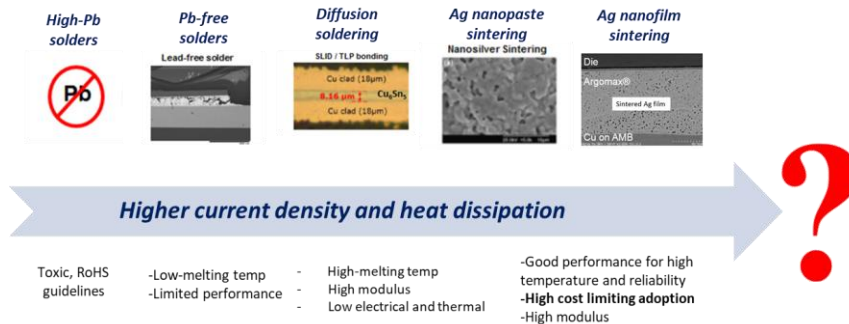 High-Pb
solders
Pb-free
solders
Diffusion
soldering
Ag nanopaste
sintering
Ag nanofilm
sintering
Pb
Lead-free solder
SLID / TLP bonding
Cu clad (18μm)
8.16 μm
Cu6Sn5
Cu clad (18μm)
Nanosilver Sintering
Die
Argomax®
Sintered Ag film
Cu on AMB
Higher current density and heat dissipation
?
Toxic, RoHS
guidelines
-Low-melting temp
-Limited performance
- High-melting temp
- High modulus
- Low electrical and thermal
-Good performance for high
temperature and reliability
-High cost limiting adoption
-High modulus